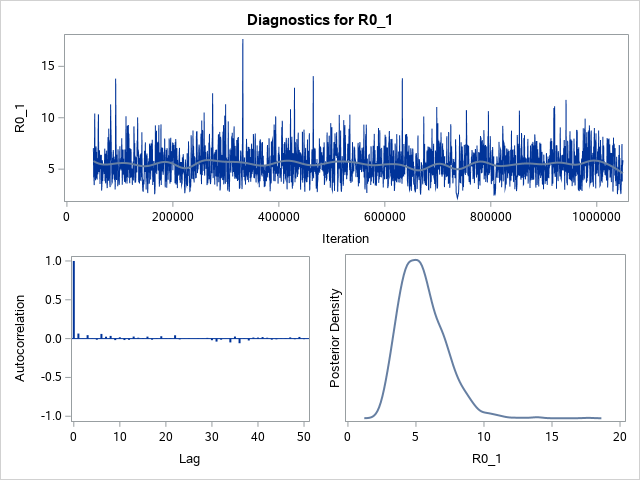 Diagnostics for R0_1
R0_1
15
10
5
0 200000 400000 600000 800000 1000000
Iteration
Autocorrelation
1.0
0.5
0.0
-0.5
-1.0
0 10 20 30 40 50
Lag
Posterior Density
0 5 10 15 20
R0_1